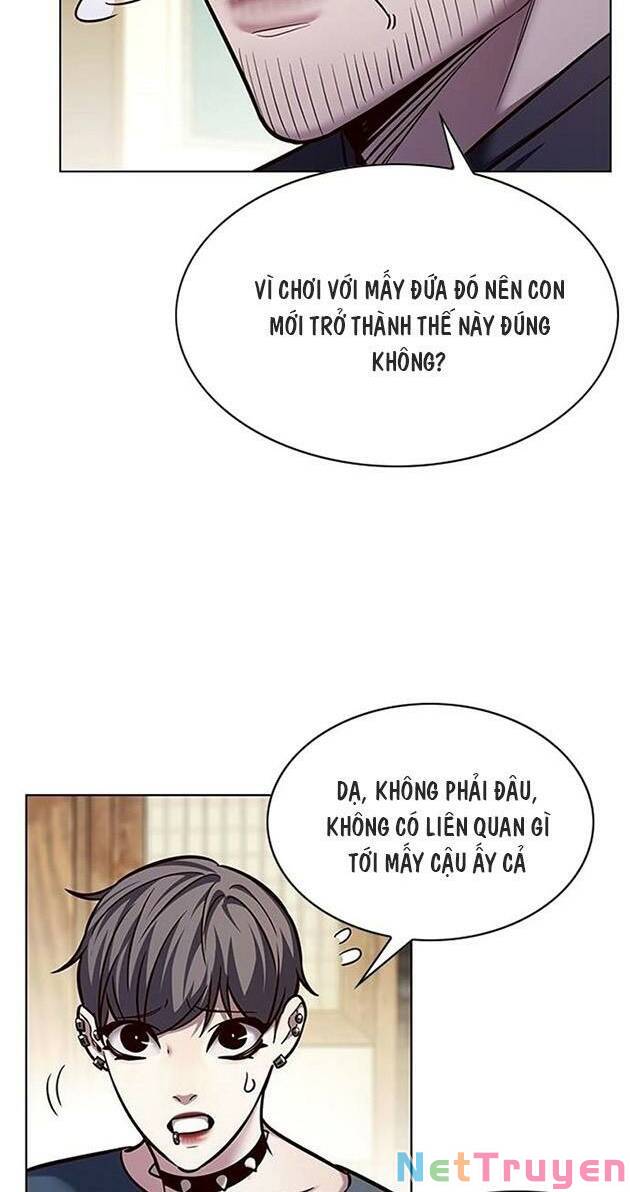 VÌ CHƠI VỚI MẤY ĐỨA ĐÓ NÊN CON
MỚI TRỞ THÀNH THẾ NÀY ĐÚNG
KHÔNG?
DẠ, KHÔNG PHẢI ĐÂU,
KHÔNG CÓ LIÊN QUAN GÌ
TỚI MẤY CẬU ẤY CẢ
NetTruyen